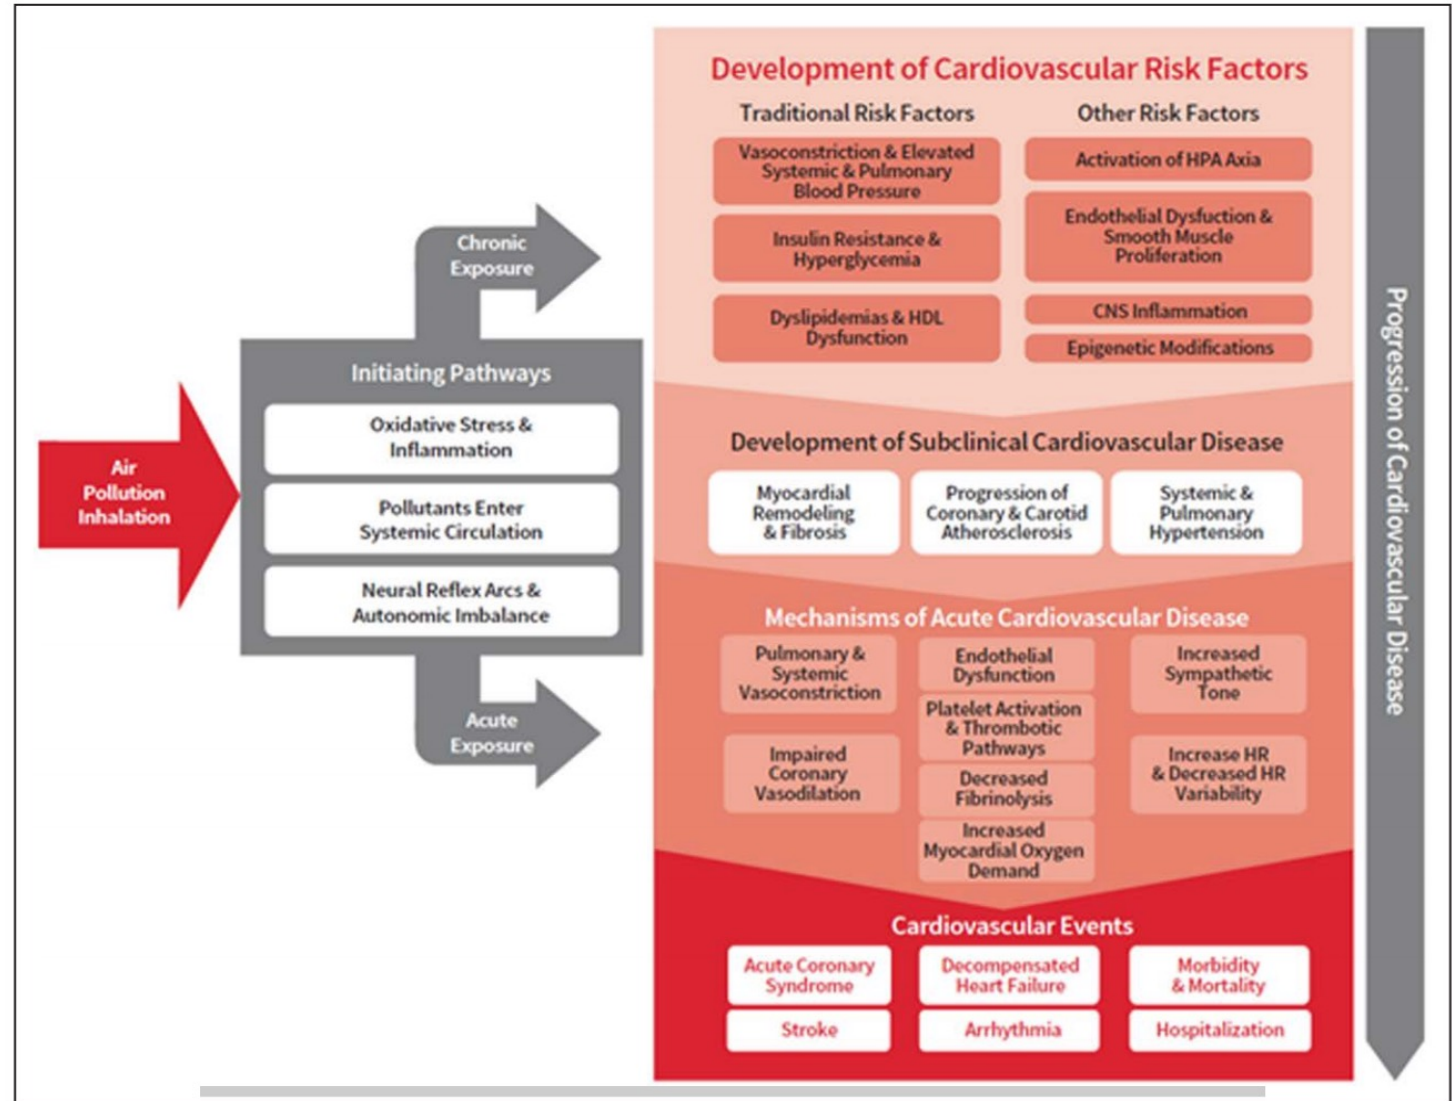 Air
Pollution
Inhalation
Chronic
Exposure
Initiating Pathways
Oxidative Stress &
Inflammation
Pollutants Enter
Systemic Circulation
Neural Reflex Arcs &
Autonomic Imbalance
Acute
Exposure
Development of Cardiovascular Risk Factors
Traditional Risk Factors
Vasoconstriction & Elevated
Systemic & Pulmonary
Blood Pressure
Insulin Resistance &
Hyperglycemia
Dyslipidemias & HDL
Dysfunction
Other Risk Factors
Activation of HPA Axia
Endothelial Dysfuction &
Smooth Muscle
Proliferation
CNS Inflammation
Epigenetic Modifications
Development of Subclinical Cardiovascular Disease
Myocardial
Remodeling
& Fibrosis
Progression of
Coronary & Carotid
Atherosclerosis
Systemic &
Pulmonary
Hypertension
Mechanisms of Acute Cardiovascular Disease
Pulmonary &
Systemic
Vasoconstriction
Impaired
Coronary
Vasodilation
Endothelial
Dysfunction
Platelet Activation
& Thrombotic
Pathways
Decreased
Fibrinolysis
Increased
Myocardial Oxygen
Demand
Increased
Sympathetic
Tone
Increase HR
& Decreased HR
Variability
Cardiovascular Events
Acute Coronary
Syndrome
Decompensated
Heart Failure
Morbidity
& Mortality
Stroke
Arrhythmia
Hospitalization
Progression of Cardiovascular Disease